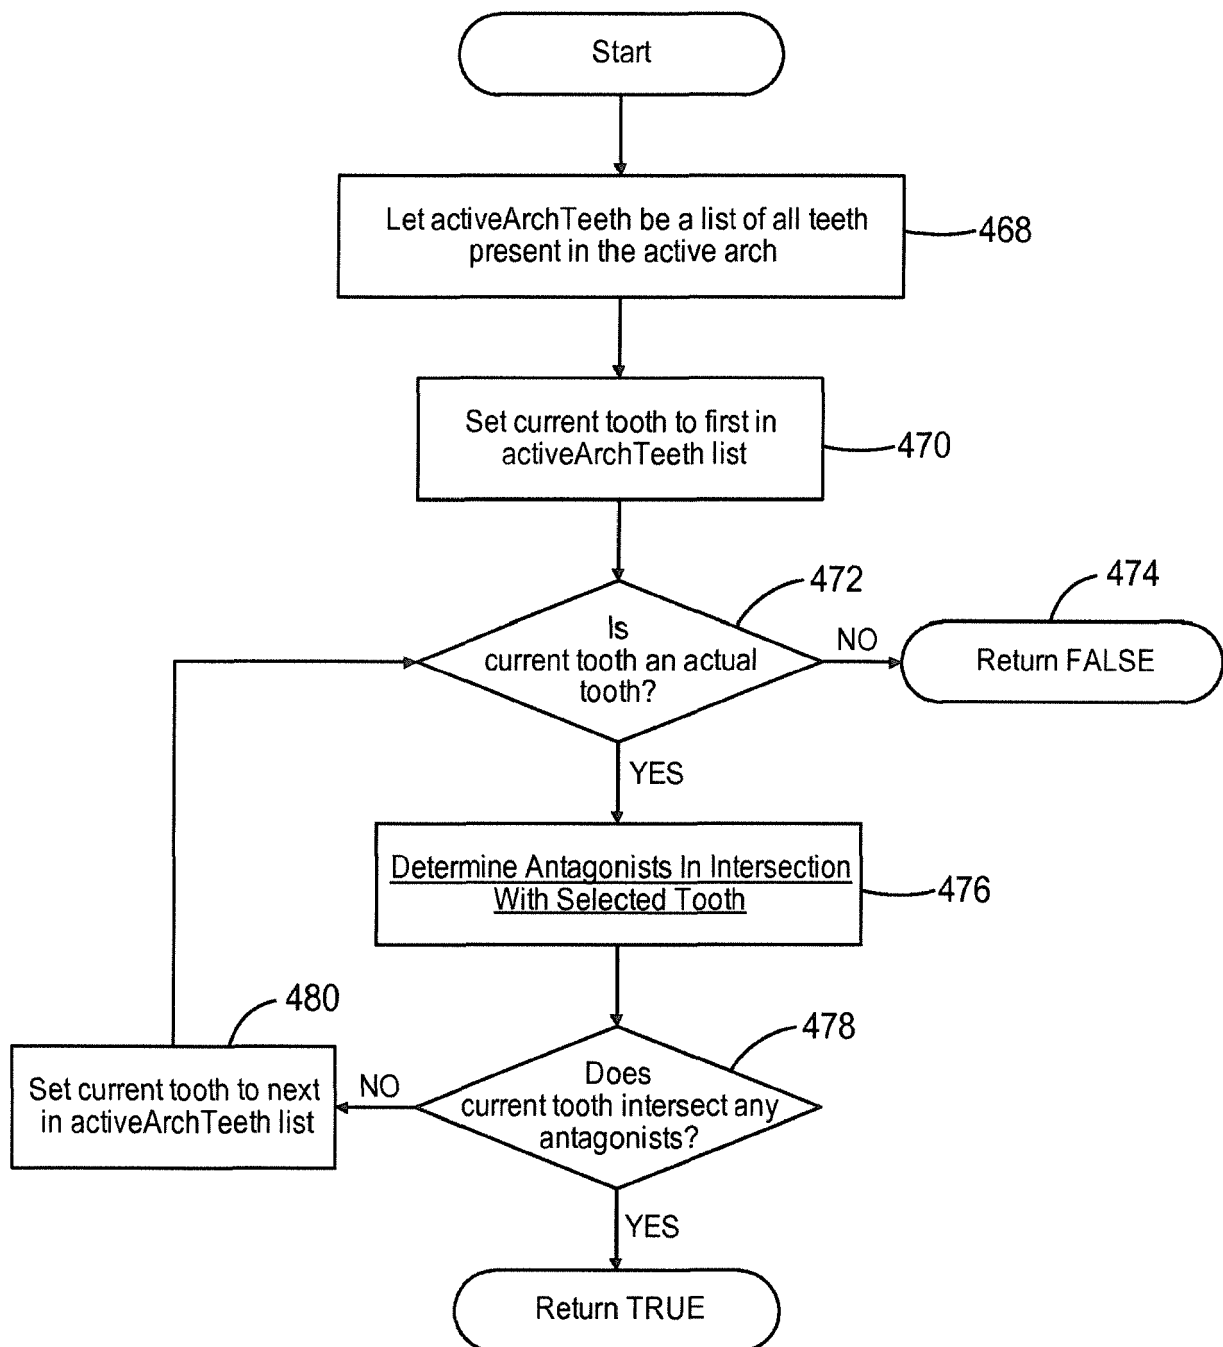 Start
Let activeArchTeeth be a list of all teeth
present in the active arch
468
Set current tooth to first in
activeArchTeeth list
470
472
474
Is
current tooth an actual
tooth?
NO
Return FALSE
YES
Determine Antagonists In Intersection
With Selected Tooth
476
480
478
Set current tooth to next
in activeArchTeeth list
NO
Does
current tooth intersect any
antagonists?
YES
Return TRUE